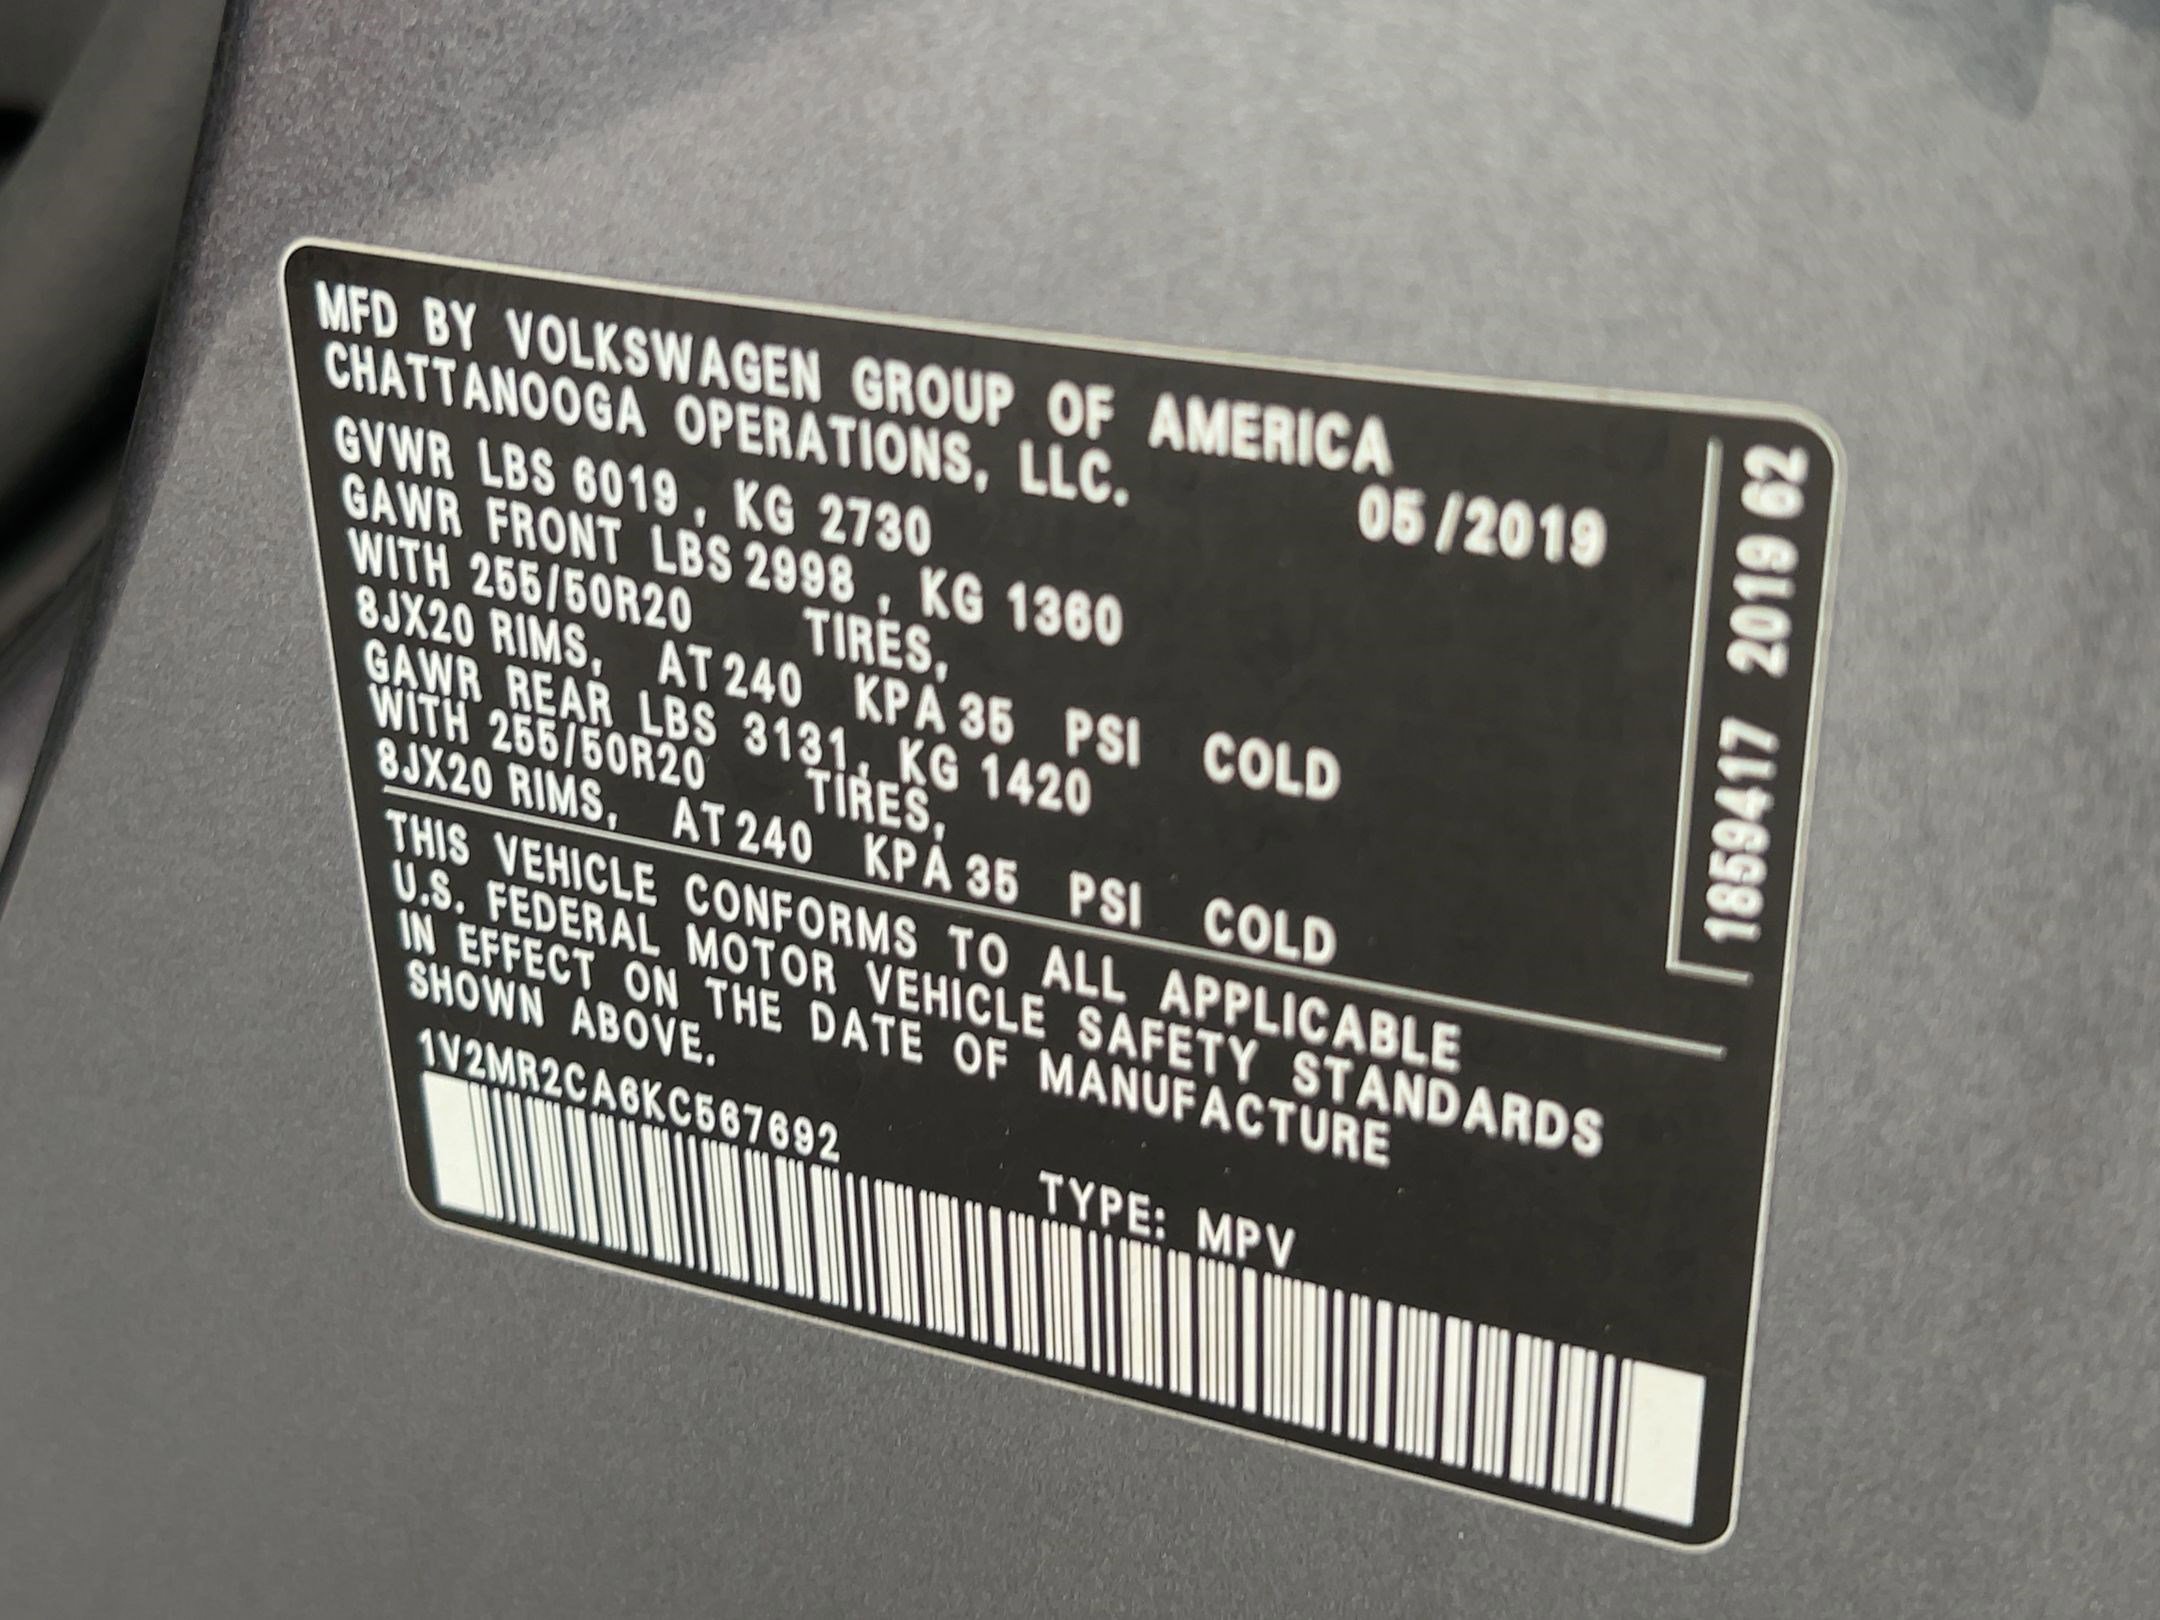 MFD BY VOLKSWAGEN GROUP OF AMERICA
CHATTANOOGA OPERATIONS, LLC.
GVWR LBS 6019, KG 2730 05/2019
GAWR FRONT LBS 2998, KG 1360
WITH 255/50R20 TIRES,
8JX20 RIMS, AT 240 KPA 35 PSI COLD
GAWR REAR LBS 3131, KG 1420
WITH 255/50R20 TIRES,
8JX20 RIMS, AT 240 KPA 35 PSI COLD
THIS VEHICLE CONFORMS TO ALL APPLICABLE
U.S. FEDERAL MOTOR VEHICLE SAFETY STANDARDS
IN EFFECT ON THE DATE OF MANUFACTURE
SHOWN ABOVE.
1V2MR2CA6KC567692 TYPE: MPV
1859417 2019 62